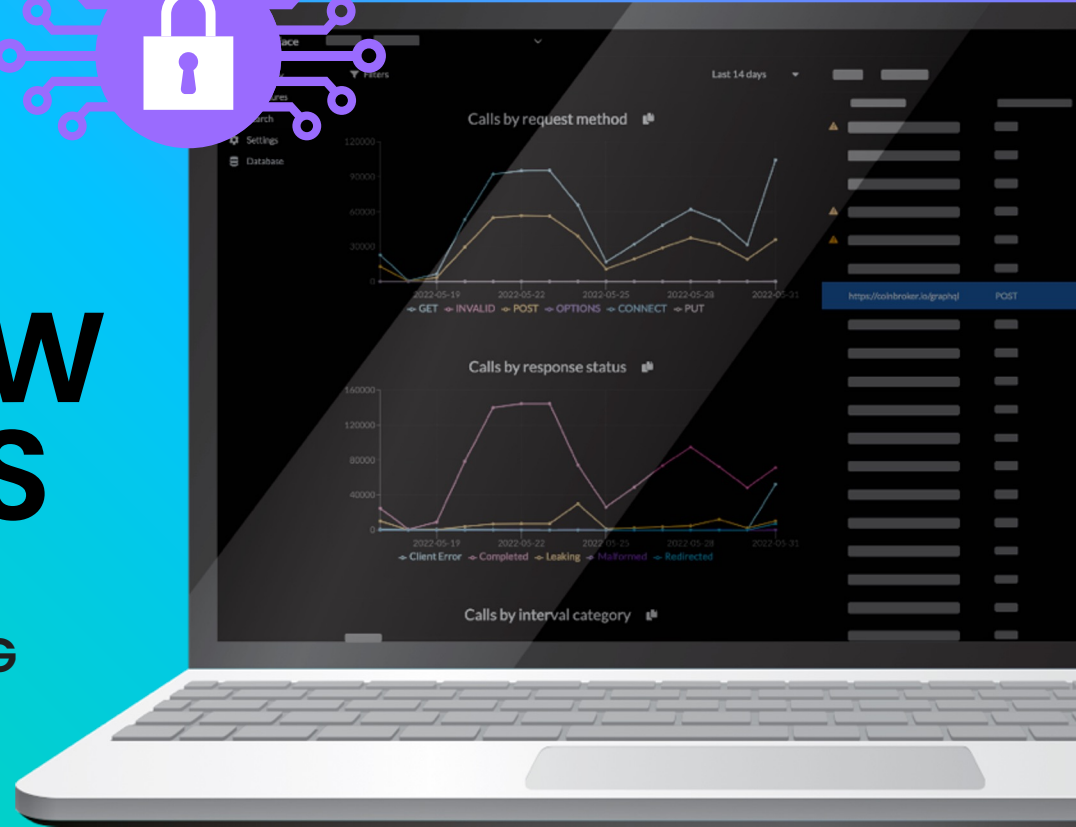 W
S
G
Filters
Settings
Database
Last 14 days
Calls by request method
120000
90000
60000
30000
0
2022-05-19 2022-05-22 2022-05-25 2022-05-28 2022-05-31
GET INVALID POST OPTIONS CONNECT PUT
Calls by response status
160000
120000
80000
40000
0
2022-05-19 2022-05-22 2022-05-25 2022-05-28 2022-05-31
Client Error Completed Leaking Malformed Redirected
Calls by interval category
https://coinbroker.io/graphql POST